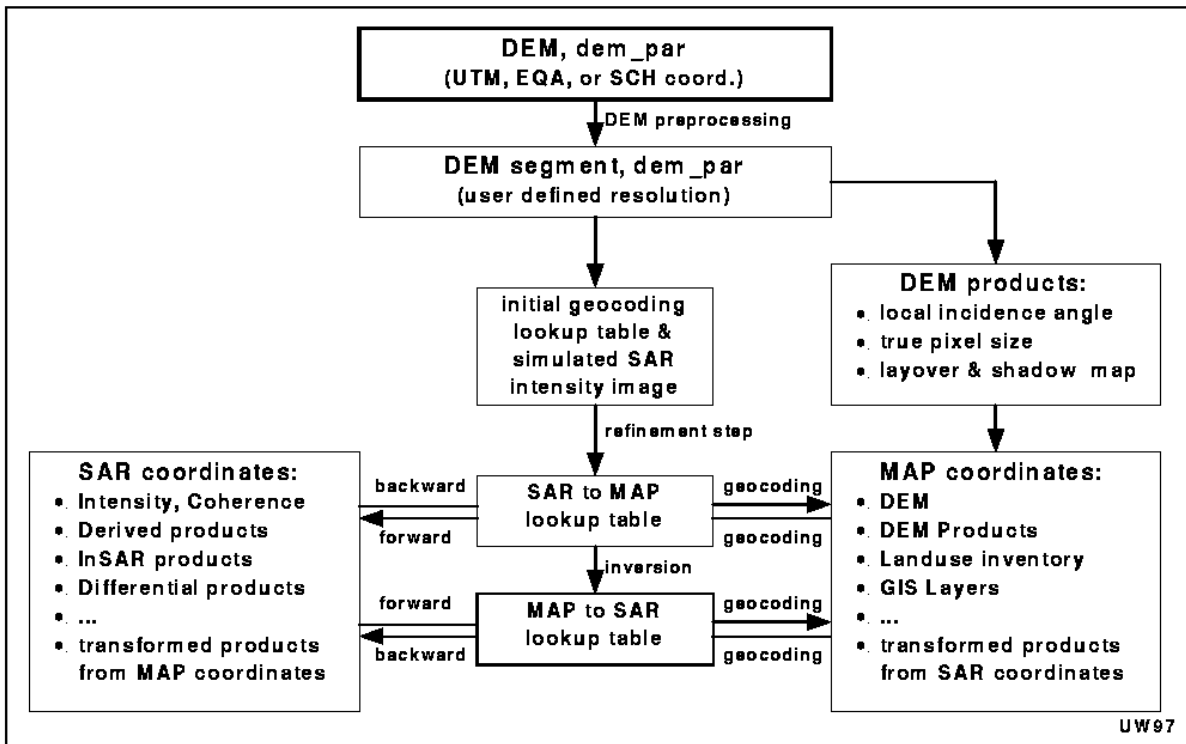 DEM, dem_par
(UTM, EQA, or SCH coord.)
DEM preprocessing
DEM segment, dem_par
(user defined resolution)
initial geocoding
lookup table &
simulated SAR
intensity image
DEM products:
• local incidence angle
• true pixel size
• layover & shadow map
refinement step
SAR coordinates:
• Intensity, Coherence
• Derived products
• InSAR products
• Differential products
• ...
• transformed products
from MAP coordinates
backward
forward
SAR to MAP
lookup table
geocoding
geocoding
inversion
forward
backward
MAP to SAR
lookup table
geocoding
geocoding
MAP coordinates:
• DEM
• DEM Products
• Landuse inventory
• GIS Layers
• ...
• transformed products
from SAR coordinates
UW97